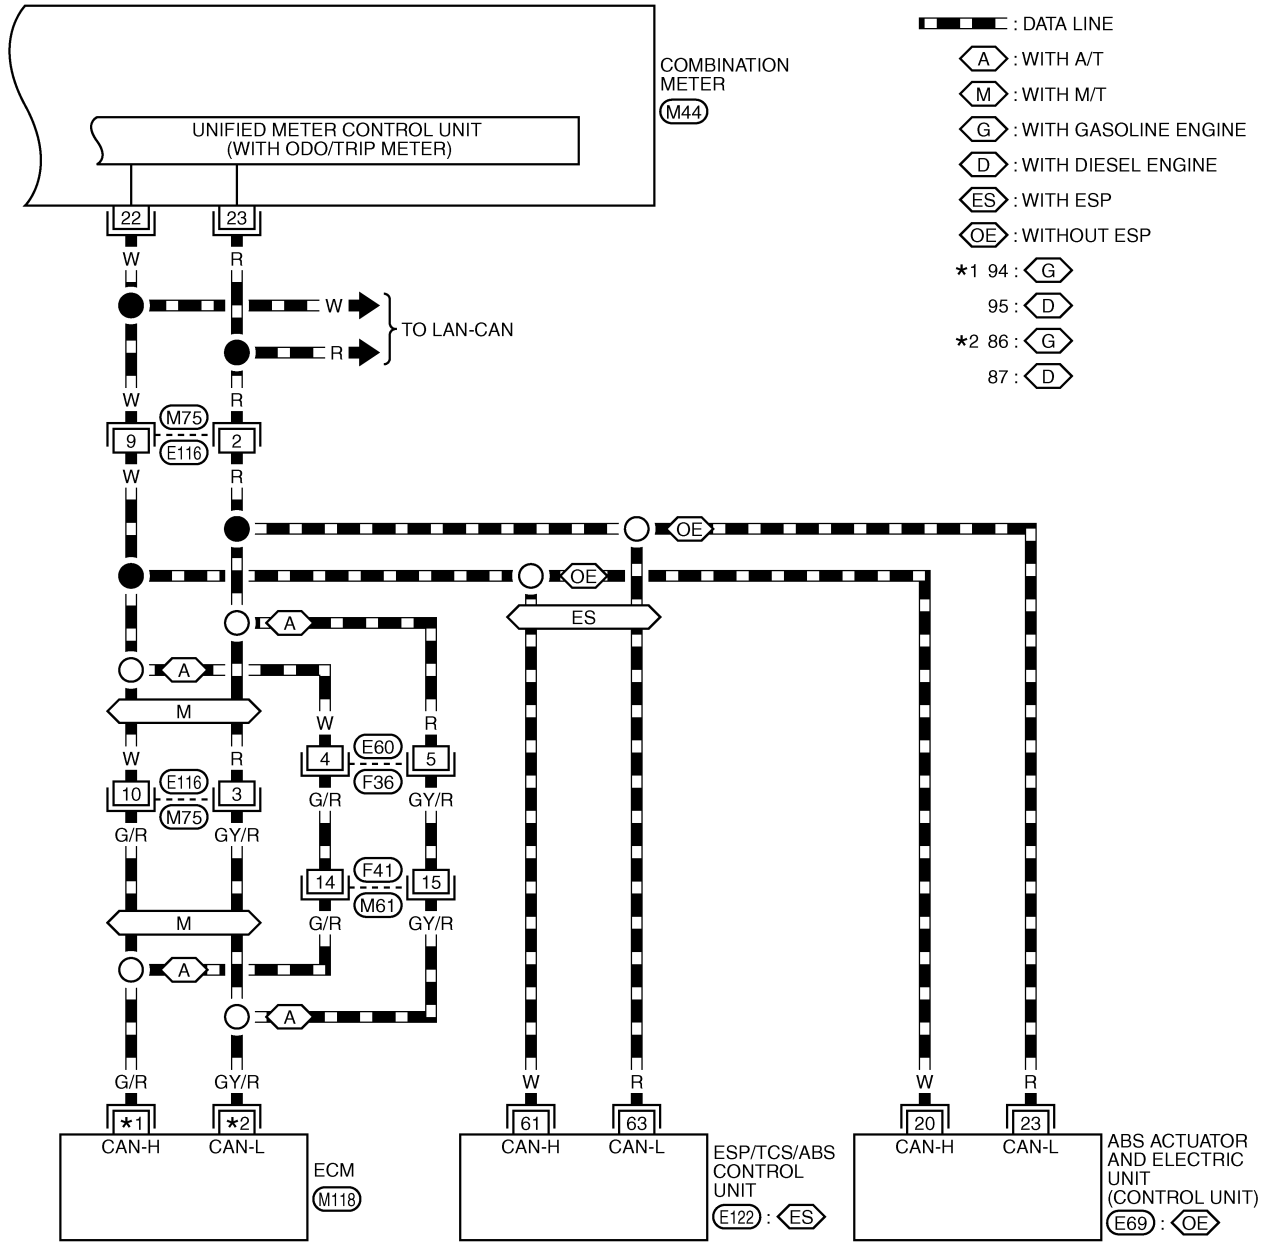 COMBINATION
METER
M44
UNIFIED METER CONTROL UNIT
(WITH ODO/TRIP METER)
: DATA LINE
A : WITH A/T
M : WITH M/T
G : WITH GASOLINE ENGINE
D : WITH DIESEL ENGINE
ES : WITH ESP
OE : WITHOUT ESP
*1 94 : G
95 : D
*2 86 : G
87 : D
22 23
W R
W
TO LAN-CAN
R
W R
M75
9 2
E116
W R
OE
OE
A ES
A
M
W R
W R
E60
4 5
F36
E116
10 3
M75
G/R GY/R
G/R GY/R
F41
14 15
M61
M
G/R GY/R
A
A
G/R GY/R W R W R
*1 *2 61 63 20 23
CAN-H CAN-L CAN-H CAN-L CAN-H CAN-L
ECM
M118
ESP/TCS/ABS
CONTROL
UNIT
E122 : ES
ABS ACTUATOR
AND ELECTRIC
UNIT
(CONTROL UNIT)
E69 : OE